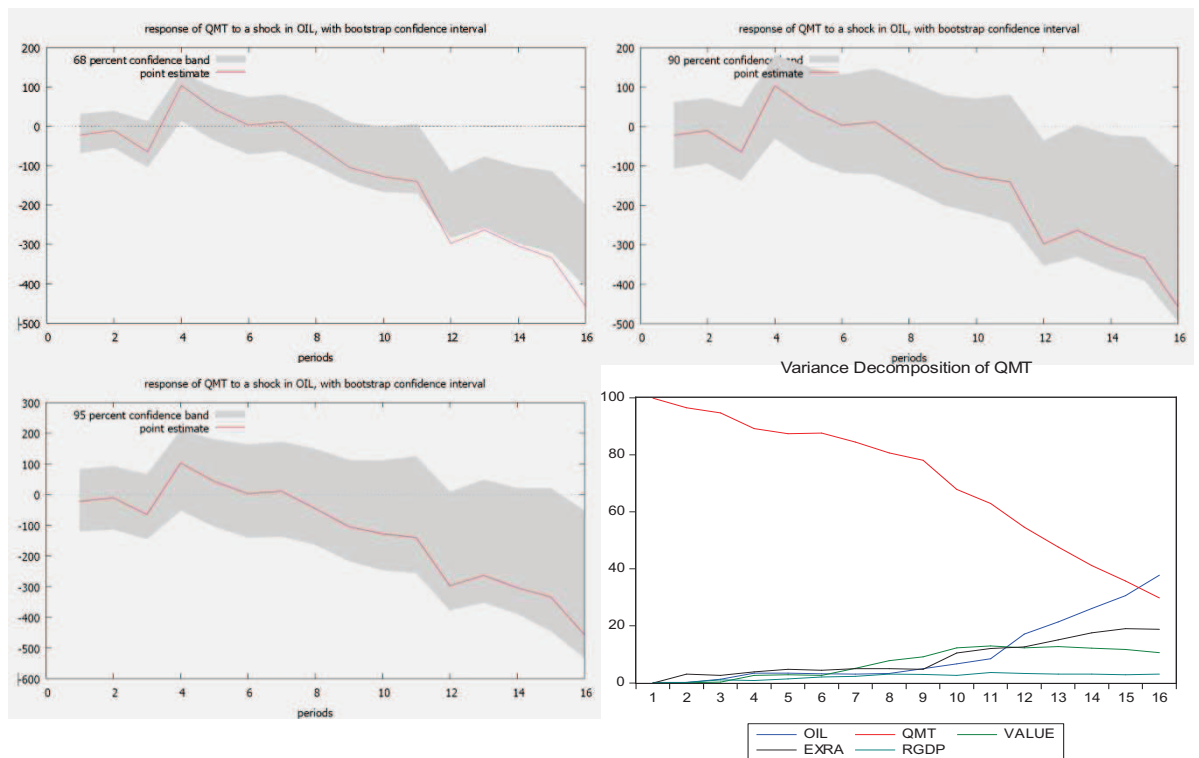 response of QMT to a shock in OIL, with bootstrap confidence interval
200
100
0
-100
-200
-300
-400
-500
68 percent confidence band
point estimate
0 2 4 6 8 10 12 14 16
periods
response of QMT to a shock in OIL, with bootstrap confidence interval
200
100
0
-100
-200
-300
-400
-500
90 percent confidence band
point estimate
0 2 4 6 8 10 12 14 16
periods
response of QMT to a shock in OIL, with bootstrap confidence interval
300
200
100
0
-100
-200
-300
-400
-500
-600
95 percent confidence band
point estimate
0 2 4 6 8 10 12 14 16
periods
Variance Decomposition of QMT
100
80
60
40
20
0
1 2 3 4 5 6 7 8 9 10 11 12 13 14 15 16
OIL QMT VALUE
EXRA RGDP